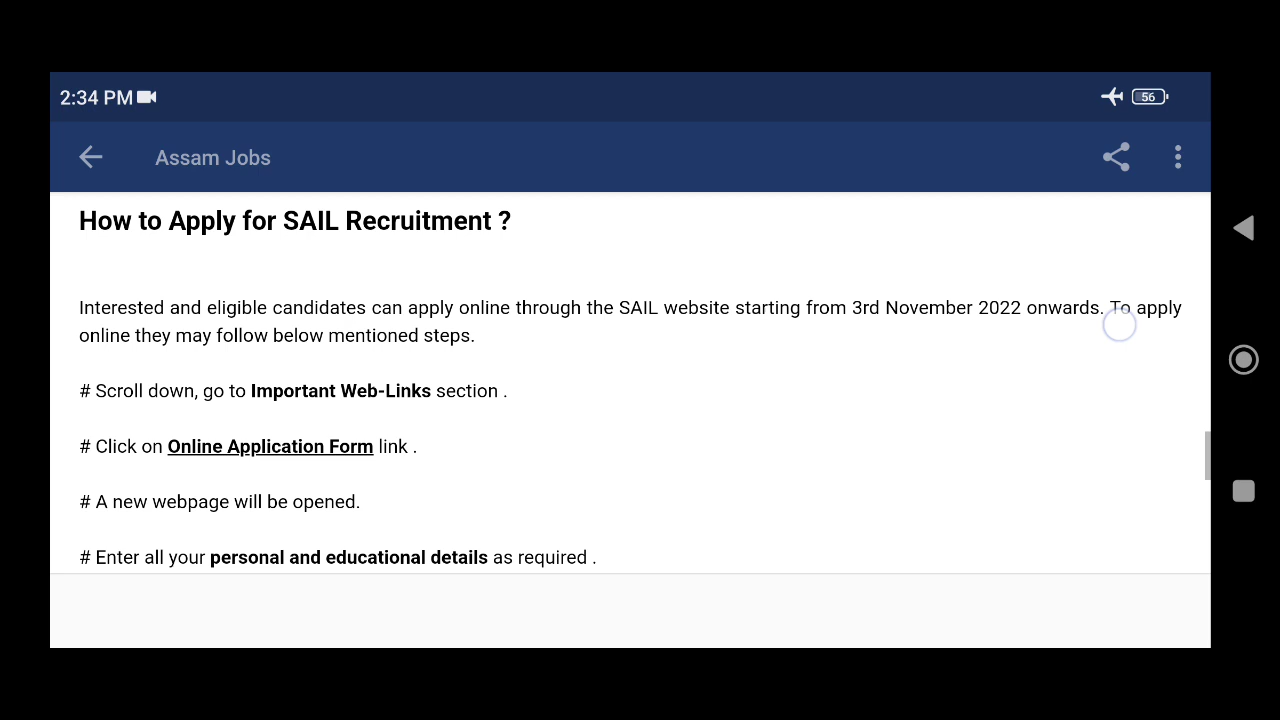 2:34 PM
56
Assam Jobs
How to Apply for SAIL Recruitment ?
Interested and eligible candidates can apply online through the SAIL website starting from 3rd November 2022 onwards. To apply
online they may follow below mentioned steps.
# Scroll down, go to Important Web-Links section .
# Click on Online Application Form link .
# A new webpage will be opened.
# Enter all your personal and educational details as required .